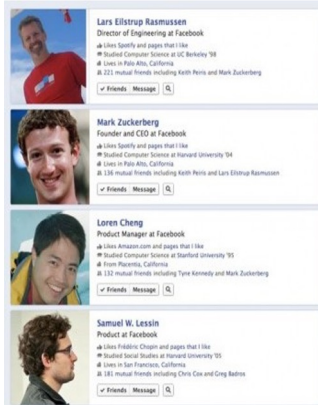 Lars Eilstrup Rasmussen
Director of Engineering at Facebook
Likes Spotify and pages that I like
Studied Computer Science at UC Berkeley '98
Lives in Palo Alto, California
221 mutual friends including Keith Peiris and Mark Zuckerberg
✓ Friends Message
Mark Zuckerberg
Founder and CEO at Facebook
Likes Spotify and pages that I like
Studied Computer Science at Harvard University '04
Lives in Palo Alto, California
136 mutual friends including Keith Peiris and Lars Eilstrup Rasmussen
✓ Friends Message
Loren Cheng
Product Manager at Facebook
Likes Amazon.com and pages that I like
Studied Computer Science at Stanford University '95
From Placentia, California
132 mutual friends including Tyne Kennedy and Mark Zuckerberg
✓ Friends Message
Samuel W. Lessin
Product at Facebook
Likes Frédéric Chopin and pages that I like
Studied Social Studies at Harvard University '05
Lives in San Francisco, California
181 mutual friends including Chris Cox and Greg Badros
✓ Friends Message